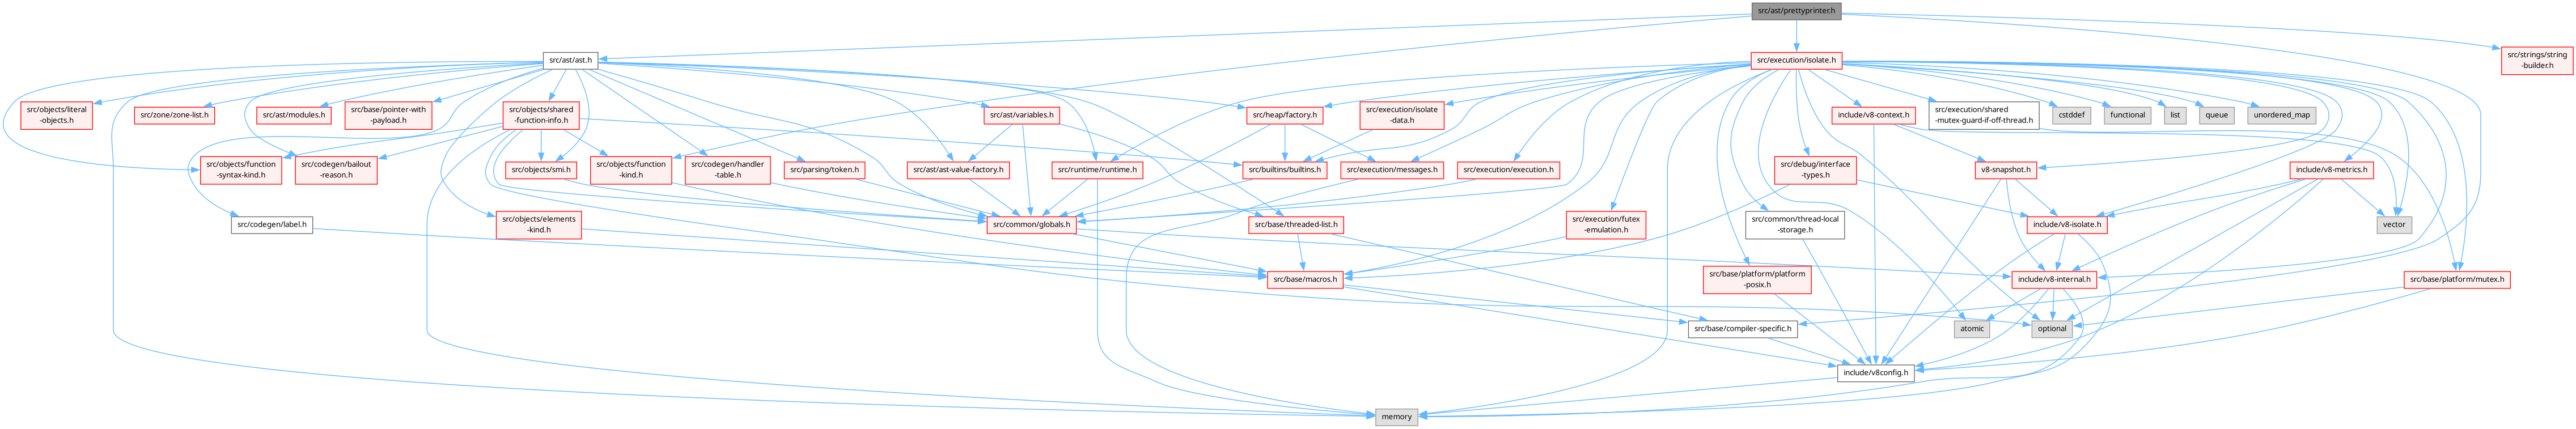 src/ast/prettyprinter.h
src/ast/ast.h
src/execution/isolate.h
src/strings/string
-builder.h
src/objects/literal
-objects.h
src/zone/zone-list.h
src/ast/modules.h
src/base/pointer-with
-payload.h
src/objects/shared
-function-info.h
src/ast/variables.h
src/heap/factory.h
src/execution/isolate
-data.h
include/v8-context.h
src/execution/shared
-mutex-guard-if-off-thread.h
cstddef
functional
list
queue
unordered_map
src/objects/function
-syntax-kind.h
src/codegen/bailout
-reason.h
src/objects/smi.h
src/objects/function
-kind.h
src/codegen/handler
-table.h
src/parsing/token.h
src/ast/ast-value-factory.h
src/runtime/runtime.h
src/builtins/builtins.h
src/execution/messages.h
src/execution/execution.h
src/debug/interface
-types.h
v8-snapshot.h
include/v8-metrics.h
src/codegen/label.h
src/objects/elements
-kind.h
src/common/globals.h
src/base/threaded-list.h
src/execution/futex
-emulation.h
src/common/thread-local
-storage.h
include/v8-isolate.h
vector
src/base/macros.h
src/base/platform/platform
-posix.h
include/v8-internal.h
src/base/platform/mutex.h
src/base/compiler-specific.h
atomic
optional
include/v8config.h
memory